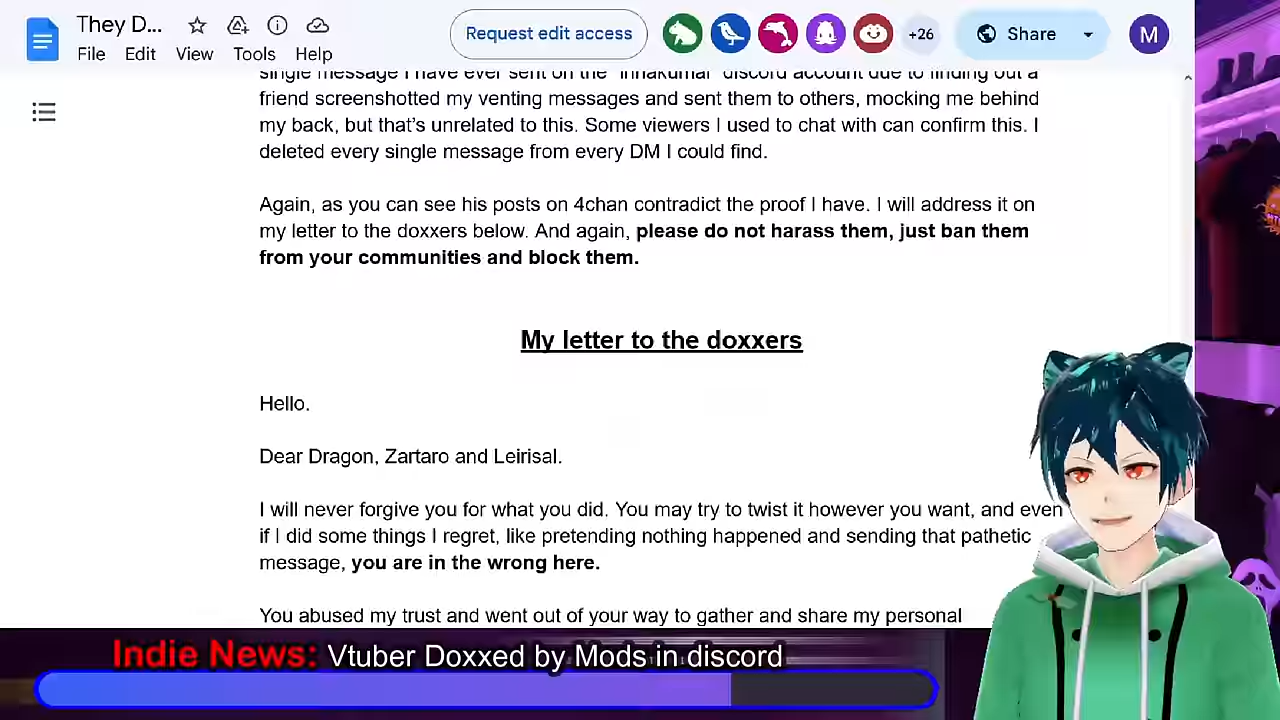 They D...
File Edit View Tools Help
Request edit access
+26
Share
M
single message I have ever sent on the "innakumai" discord account due to finding out a
friend screenshotted my venting messages and sent them to others, mocking me behind
my back, but that's unrelated to this. Some viewers I used to chat with can confirm this. I
deleted every single message from every DM I could find.
Again, as you can see his posts on 4chan contradict the proof I have. I will address it on
my letter to the doxxers below. And again, please do not harass them, just ban them
from your communities and block them.
My letter to the doxxers
Hello.
Dear Dragon, Zartaro and Leirisal.
I will never forgive you for what you did. You may try to twist it however you want, and even
if I did some things I regret, like pretending nothing happened and sending that pathetic
message, you are in the wrong here.
You abused my trust and went out of your way to gather and share my personal
Indie News: Vtuber Doxxed by Mods in discord